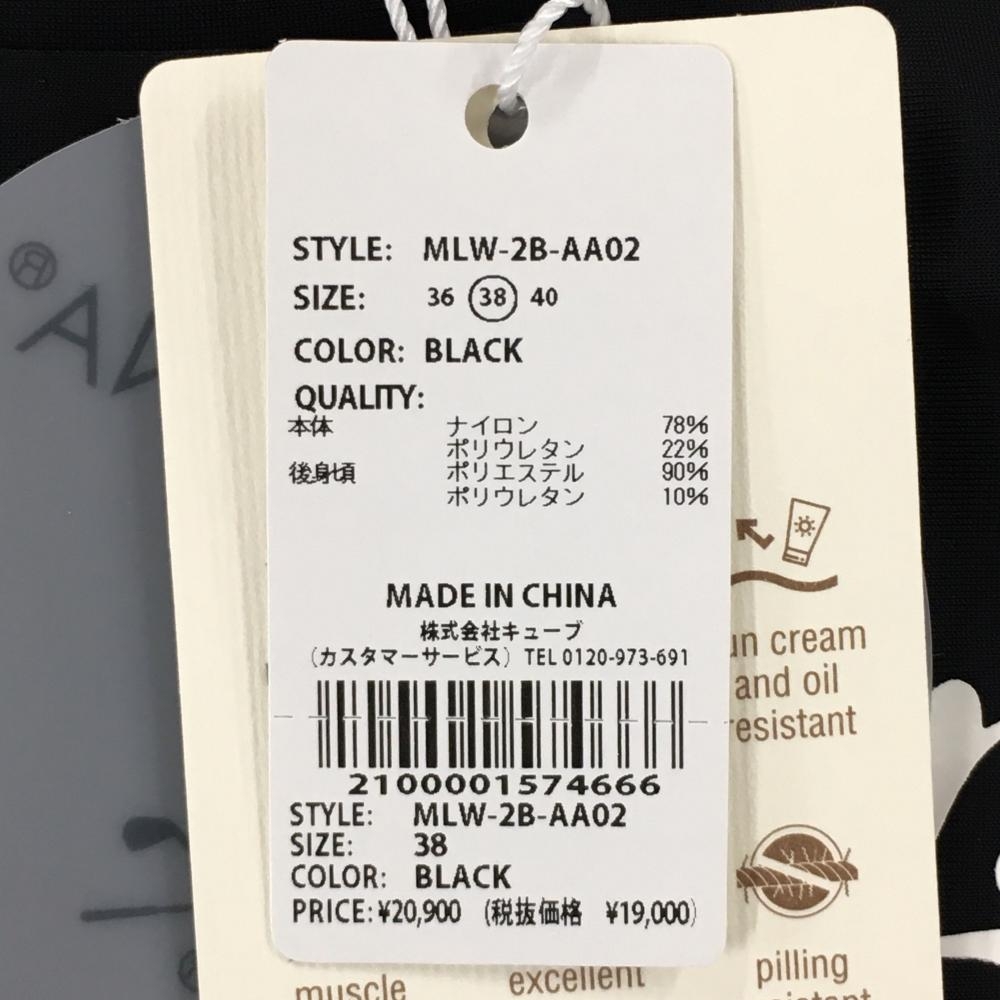 STYLE: MLW-2B-AA02
SIZE: 36 38 40
COLOR: BLACK
QUALITY:
本体 ナイロン 78%
ポリウレタン 22%
後身頃 ポリエステル 90%
ポリウレタン 10%
MADE IN CHINA
株式会社キューブ
(カスタマーサービス) TEL 0120-973-691
2100001574666
STYLE: MLW-2B-AA02
SIZE: 38
COLOR: BLACK
PRICE: ¥20,900 (税抜価格 ¥19,000)
cream
and oil
pilling
muscle
excellent